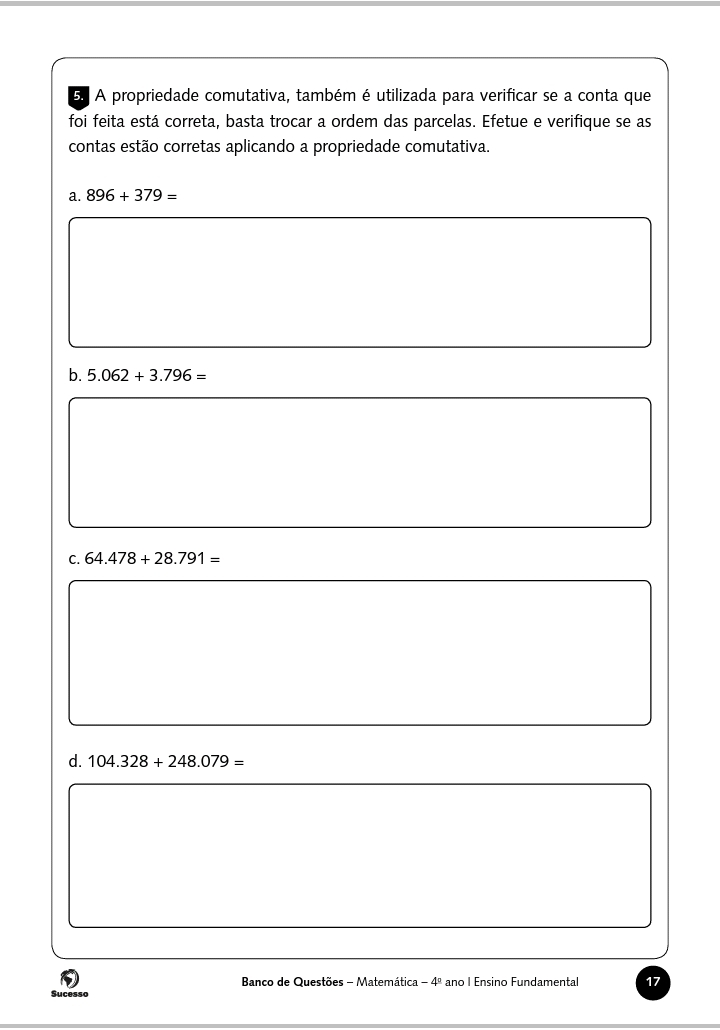 5. A propriedade comutativa, também é utilizada para verificar se a conta que
foi feita está correta, basta trocar a ordem das parcelas. Efetue e verifique se as
contas estão corretas aplicando a propriedade comutativa.
a. 896 + 379 =
b. 5.062 + 3.796 =
c. 64.478 + 28.791 =
d. 104.328 + 248.079 =
Sucesso
Banco de Questões – Matemática – 4º ano I Ensino Fundamental
17